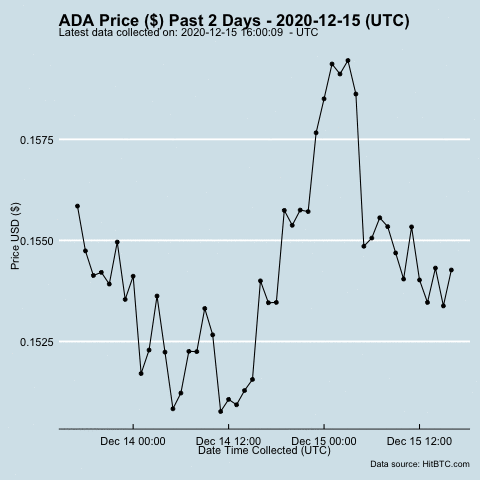 ADA Price ($) Past 2 Days - 2020-12-15 (UTC)
Latest data collected on: 2020-12-15 16:00:09 - UTC
0.1575
0.1550
0.1525
Price USD ($)
Dec 14 00:00
Dec 14 12:00
Dec 15 00:00
Dec 15 12:00
Date Time Collected (UTC)
Data source: HitBTC.com